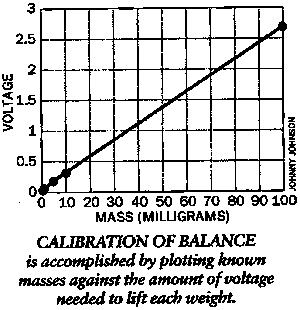 3
2.5
2
1.5
1
0.5
0
VOLTAGE
0 10 20 30 40 50 60 70 80 90 100
MASS (MILLIGRAMS)
JOHNNY JOHNSON
CALIBRATION OF BALANCE
is accomplished by plotting known
masses against the amount of voltage
needed to lift each weight.